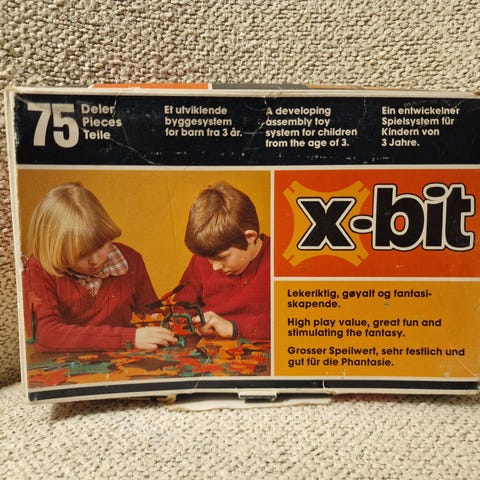 75
Deler
Pieces
Teile
Et utviklende
byggesystem
for barn fra 3 år.
A developing
assembly toy
system for children
from the age of 3.
Ein entwickelner
Spielsystem für
Kindern von
3 Jahre.
x-bit
Lekeriktig, gøyalt og fantasi-
skapende.
High play value, great fun and
stimulating the fantasy.
Grosser Speilwert, sehr festlich und
gut für die Phantasie.